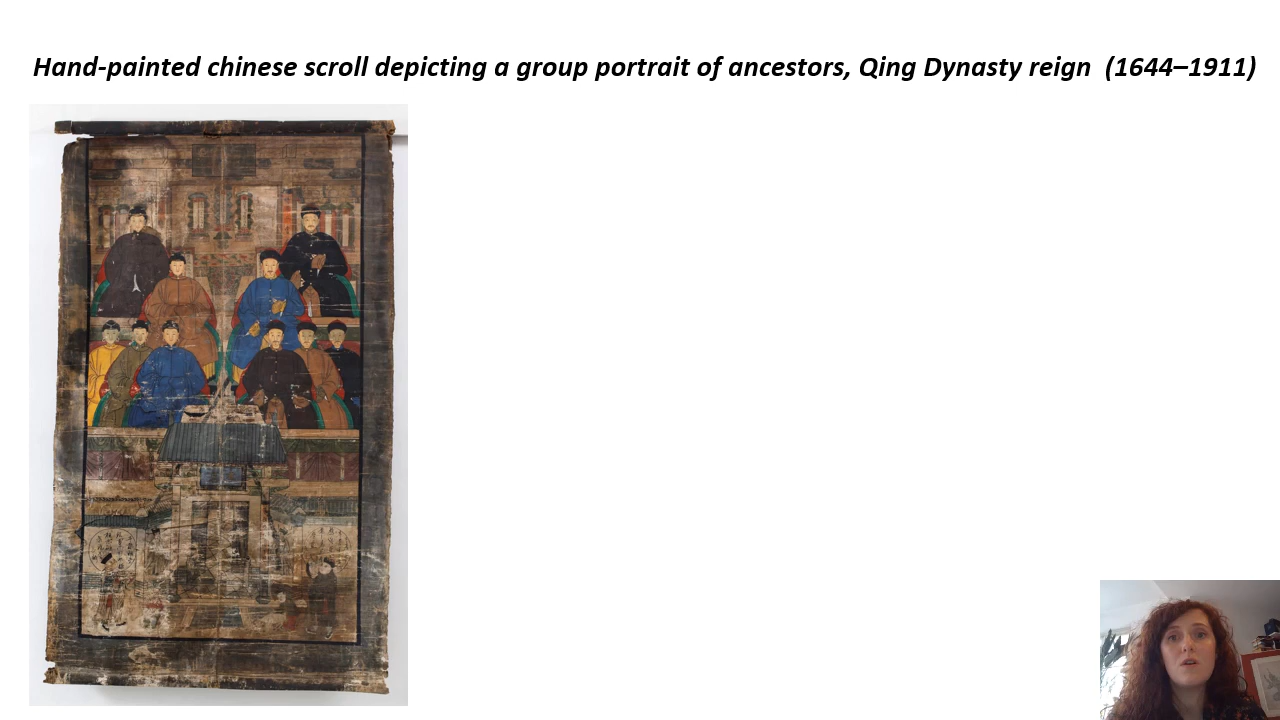 Hand-painted chinese scroll depicting a group portrait of ancestors, Qing Dynasty reign  (1644–1911)